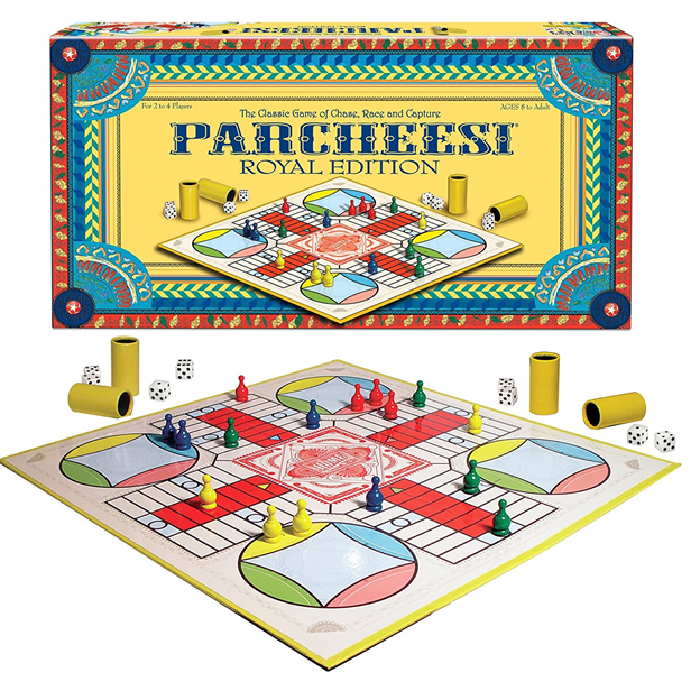 PARCHEESI
For 2 to 4 Players
AGES 8 to Adult
The Classic Game of Chase, Race and Capture
PARCHEESI®
ROYAL EDITION